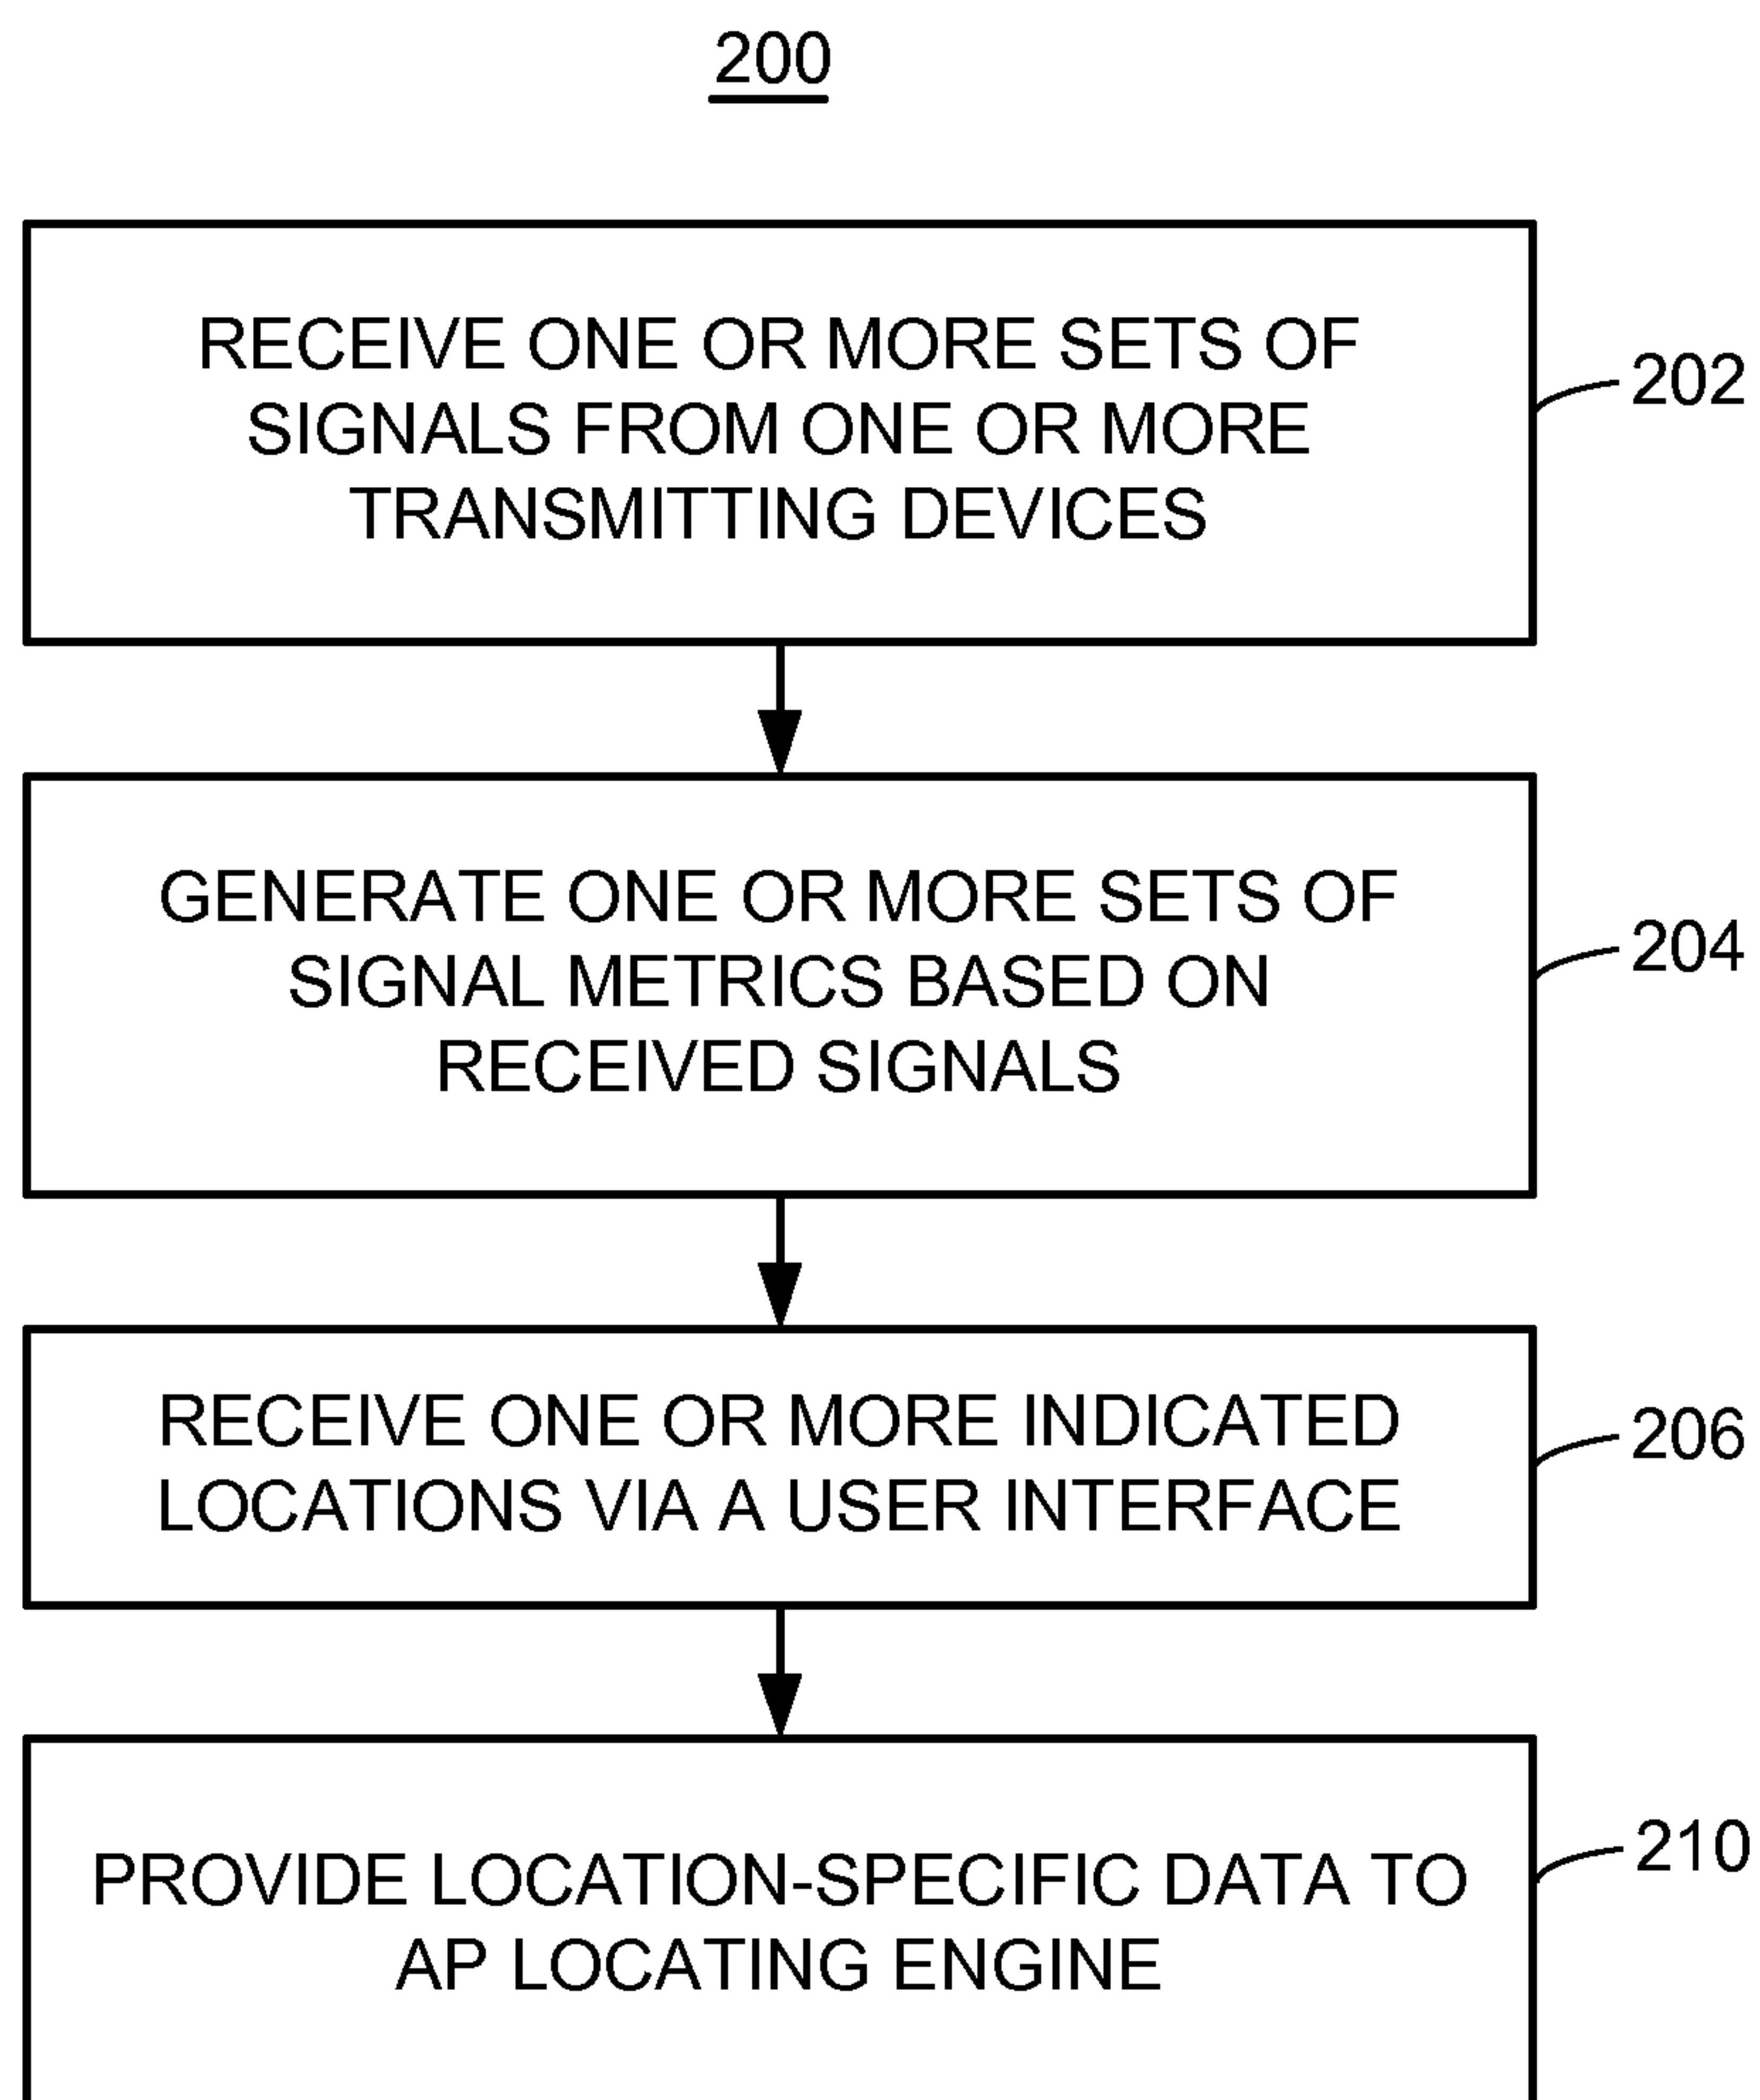 200
RECEIVE ONE OR MORE SETS OF
SIGNALS FROM ONE OR MORE
TRANSMITTING DEVICES
202
GENERATE ONE OR MORE SETS OF
SIGNAL METRICS BASED ON
RECEIVED SIGNALS
204
RECEIVE ONE OR MORE INDICATED
LOCATIONS VIA A USER INTERFACE
206
PROVIDE LOCATION-SPECIFIC DATA TO
AP LOCATING ENGINE
210